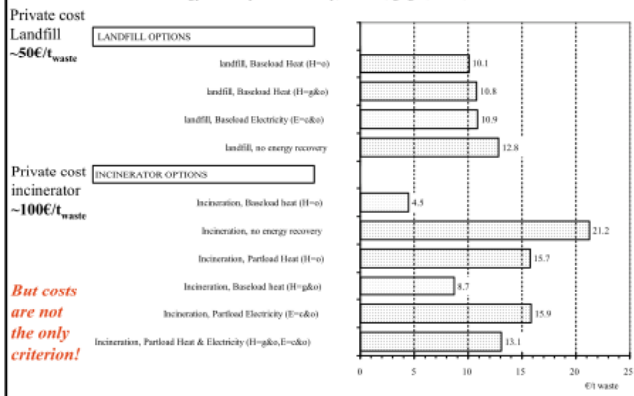 Private cost
Landfill
~50€/t waste
LANDFILL OPTIONS
landfill, Baseload Heat (H=o)
10.1
landfill, Baseload Heat (H=g&o)
10.8
landfill, Baseload Electricity (E=c&o)
10.9
landfill, no energy recovery
12.8
Private cost
incinerator
~100€/t waste
INCINERATOR OPTIONS
Incineration, Baseload heat (H=o)
4.5
Incineration, no energy recovery
21.2
Incineration, Partload Heat (H=o)
15.7
But costs
are not
the only
criterion!
Incineration, Baseload heat (H=g&o)
8.7
Incineration, Partload Electricity (E=c&o)
15.9
Incineration, Partload Heat & Electricity (H=g&o,E=c&o)
13.1
0 5 10 15 20 25
€/t waste